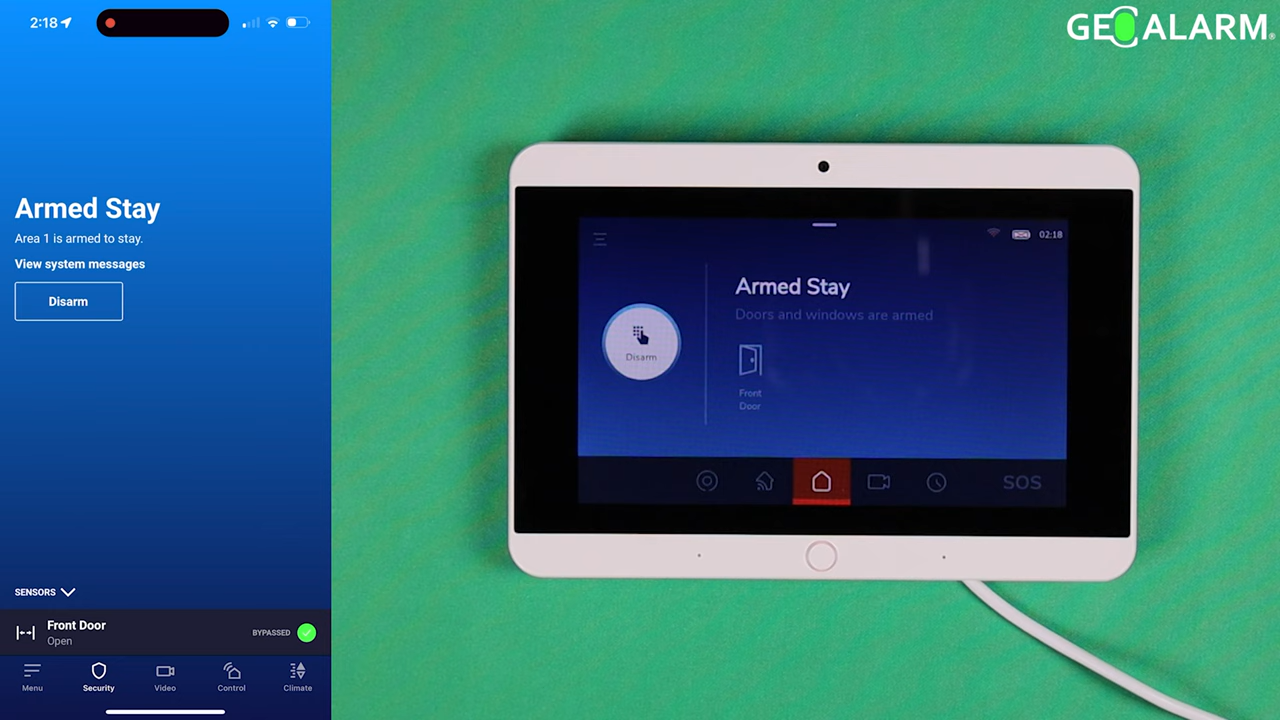 2:18
Armed Stay
Area 1 is armed to stay.
View system messages
Disarm
SENSORS
Front Door
Open
BYPASSED
Menu
Security
Video
Control
Climate
GEOALARM®
02:18
Armed Stay
Doors and windows are armed
Disarm
Front
Door
SOS